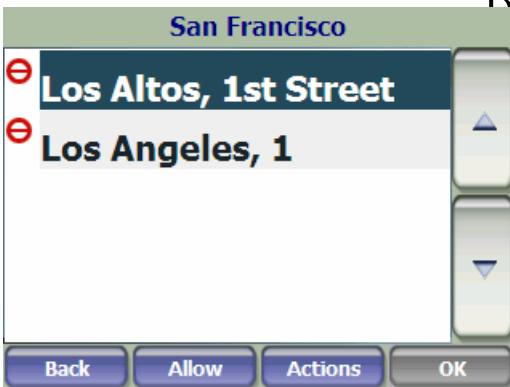 San Francisco
Los Altos, 1st Street
Los Angeles, 1
Back Allow Actions OK